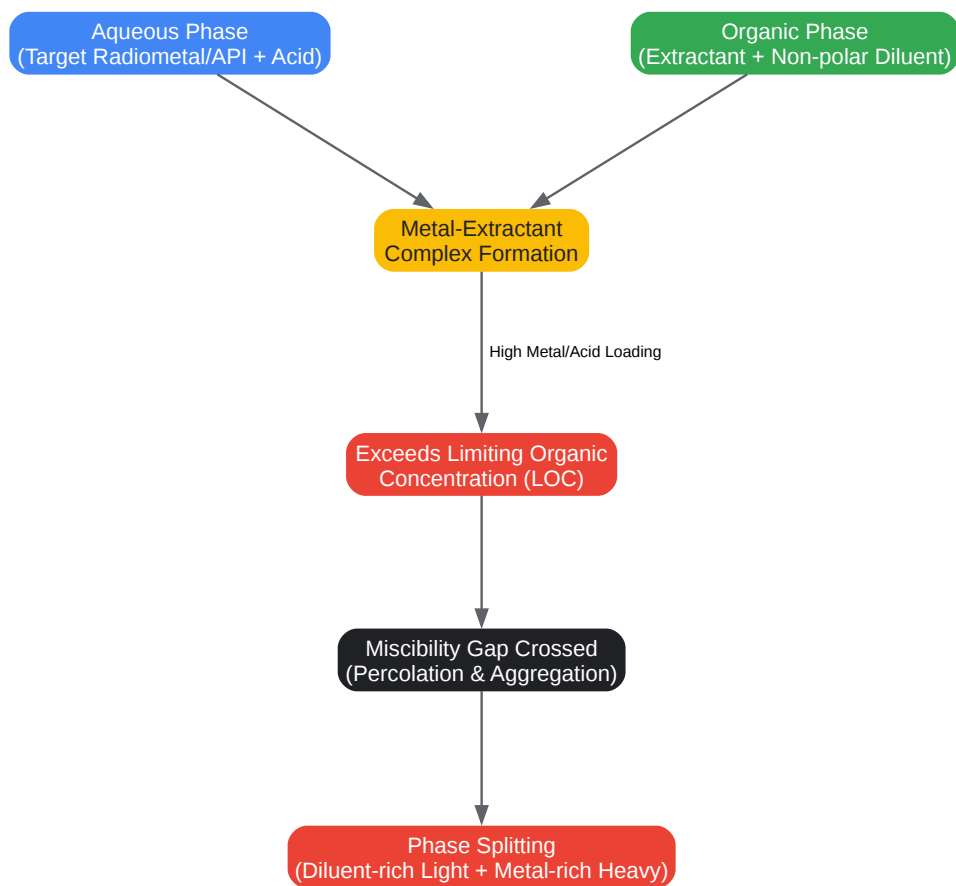 Aqueous Phase
(Target Radiometal/API + Acid)
Organic Phase
(Extractant + Non-polar Diluent)
Metal-Extractant
Complex Formation
High Metal/Acid Loading
Exceeds Limiting Organic
Concentration (LOC)
Miscibility Gap Crossed
(Percolation & Aggregation)
Phase Splitting
(Diluent-rich Light + Metal-rich Heavy)